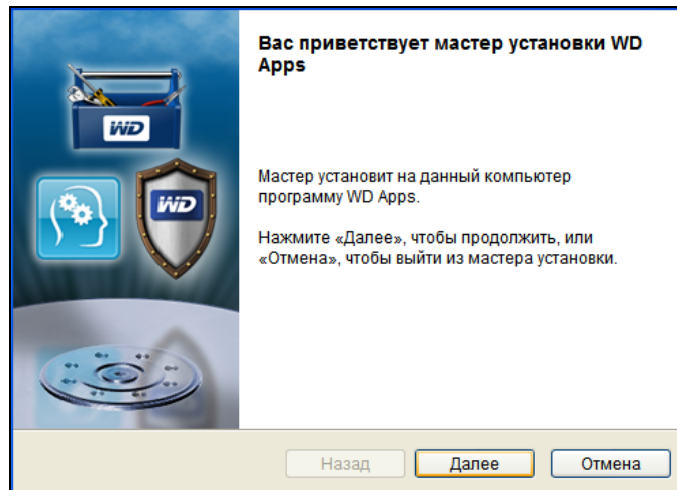 Вас приветствует мастер установки WD
Apps
WD
WD
Мастер установит на данный компьютер
программу WD Apps.
Нажмите «Далее», чтобы продолжить, или
«Отмена», чтобы выйти из мастера установки.
Назад
Далее
Отмена